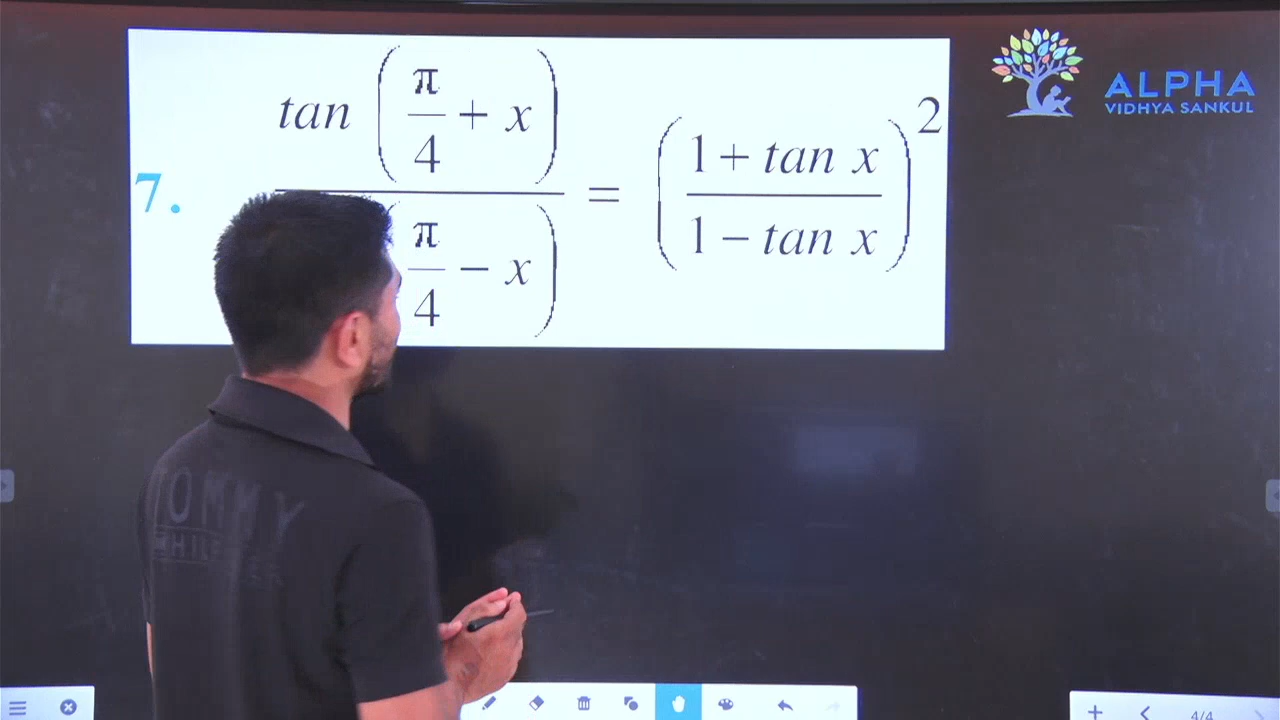 7.
tan (π/4 + x) / (π/4 − x) = ((1 + tan x) / (1 − tan x))^2
ALPHA
VIDHYA SANKUL
TOMMY
4/4